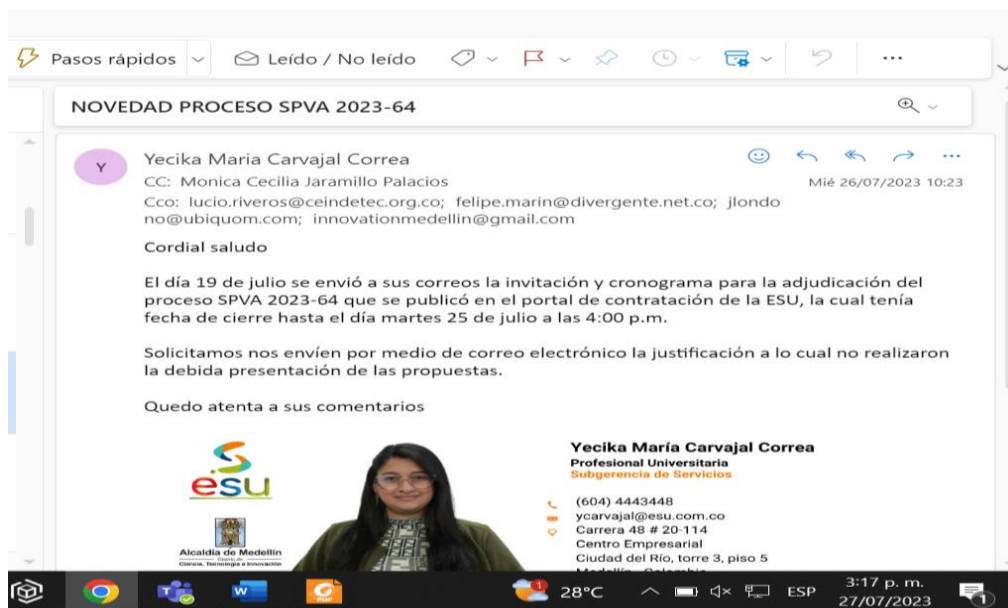 Pasos rápidos
Leído / No leído
NOVEDAD PROCESO SPVA 2023-64
Y
Yecika Maria Carvajal Correa
CC: Monica Cecilia Jaramillo Palacios
Mié 26/07/2023 10:23
Cco: lucio.riveros@ceindetec.org.co; felipe.marin@divergente.net.co; jlondo
no@ubiquom.com; innovationmedellin@gmail.com
Cordial saludo
El día 19 de julio se envió a sus correos la invitación y cronograma para la adjudicación del
proceso SPVA 2023-64 que se publicó en el portal de contratación de la ESU, la cual tenía
fecha de cierre hasta el día martes 25 de julio a las 4:00 p.m.
Solicitamos nos envíen por medio de correo electrónico la justificación a lo cual no realizaron
la debida presentación de las propuestas.
Quedo atenta a sus comentarios
esu
Alcaldía de Medellín
Ciencia, Tecnología e Innovación
Yecika María Carvajal Correa
Profesional Universitaria
Subgerencia de Servicios
(604) 4443448
ycarvajal@esu.com.co
Carrera 48 # 20-114
Centro Empresarial
Ciudad del Río, torre 3, piso 5
Medellín - Colombia
1
28°C
ESP
3:17 p. m.
27/07/2023
1